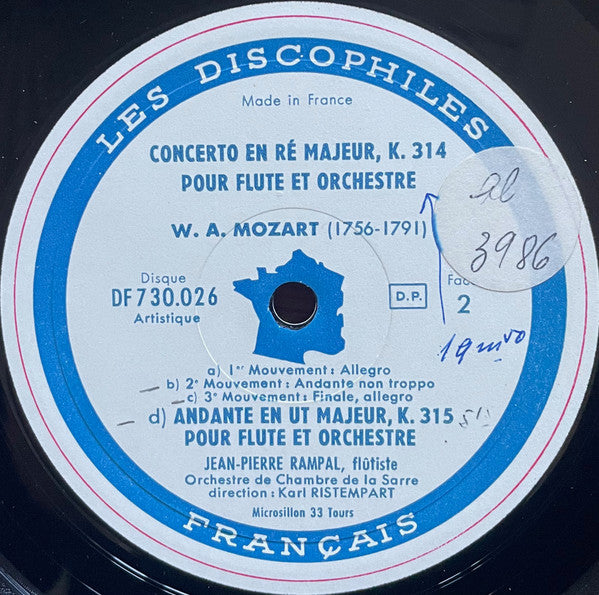 LES DISCOPHILES
Made in France
CONCERTO EN RÉ MAJEUR, K. 314
POUR FLUTE ET ORCHESTRE
W. A. MOZART (1756-1791)
al
3986
Disque
DF 730.026
Artistique
D.P.
Fac
2
a) 1er Mouvement : Allegro
b) 2e Mouvement : Andante non troppo
c) 3e Mouvement : Finale, allegro
d) ANDANTE EN UT MAJEUR, K. 315
POUR FLUTE ET ORCHESTRE
JEAN-PIERRE RAMPAL, flûtiste
Orchestre de Chambre de la Sarre
direction : Karl RISTEMPART
Microsillon 33 Tours
FRANÇAIS